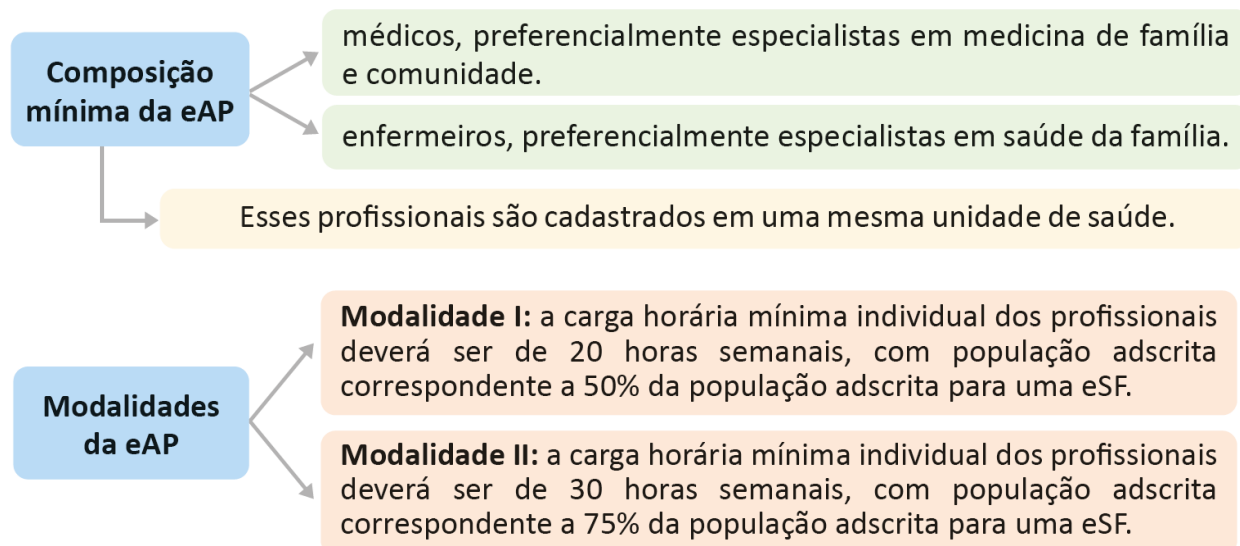 Composição
mínima da eAP
médicos, preferencialmente especialistas em medicina de família
e comunidade.
enfermeiros, preferencialmente especialistas em saúde da família.
Esses profissionais são cadastrados em uma mesma unidade de saúde.
Modalidades
da eAP
Modalidade I: a carga horária mínima individual dos profissionais
deverá ser de 20 horas semanais, com população adscrita
correspondente a 50% da população adscrita para uma eSF.
Modalidade II: a carga horária mínima individual dos profissionais
deverá ser de 30 horas semanais, com população adscrita
correspondente a 75% da população adscrita para uma eSF.